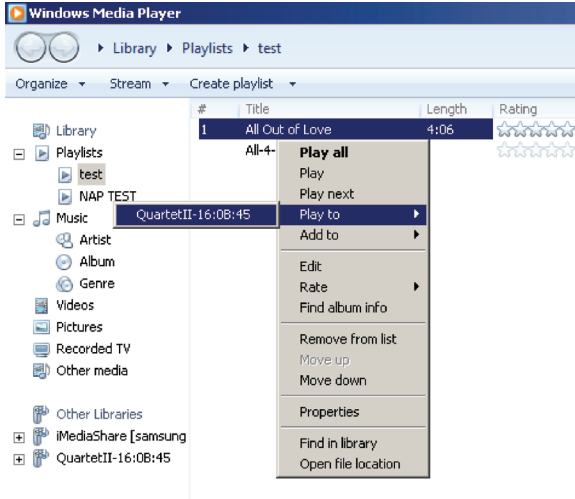 Windows Media Player
Library Playlists test
Organize Stream Create playlist
# Title Length Rating
1 All Out of Love 4:06
All-4-
Library
Playlists
test
NAP TEST
Music
Artist
Album
Genre
Videos
Pictures
Recorded TV
Other media
Other Libraries
iMediaShare [samsung
QuartetII-16:0B:45
QuartetII-16:0B:45
Play all
Play
Play next
Play to
Add to
Edit
Rate
Find album info
Remove from list
Move up
Move down
Properties
Find in library
Open file location